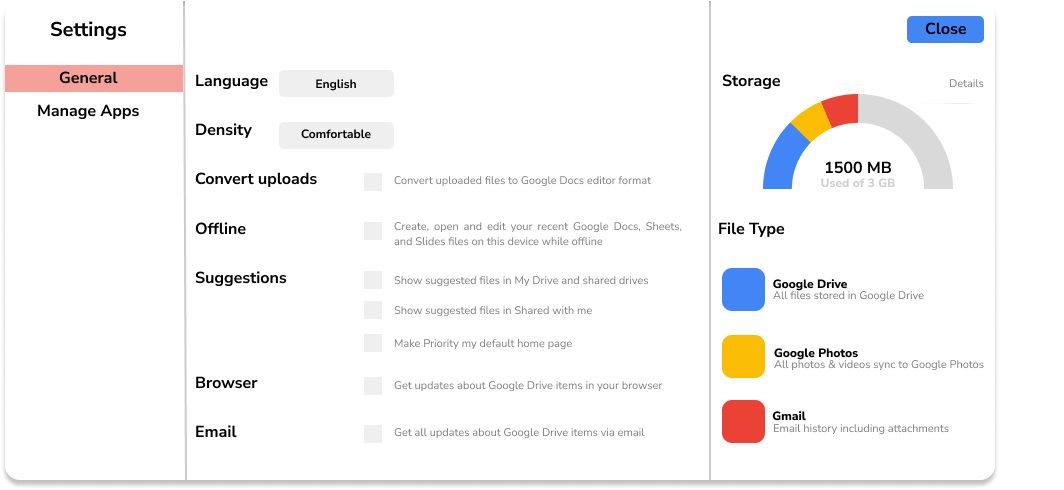 Settings
General
Manage Apps
Language
English
Density
Comfortable
Convert uploads
Convert uploaded files to Google Docs editor format
Offline
Create, open and edit your recent Google Docs, Sheets,
and Slides files on this device while offline
Suggestions
Show suggested files in My Drive and shared drives
Show suggested files in Shared with me
Make Priority my default home page
Browser
Get updates about Google Drive items in your browser
Email
Get all updates about Google Drive items via email
Close
Storage
Details
1500 MB
Used of 3 GB
File Type
Google Drive
All files stored in Google Drive
Google Photos
All photos & videos sync to Google Photos
Gmail
Email history including attachments